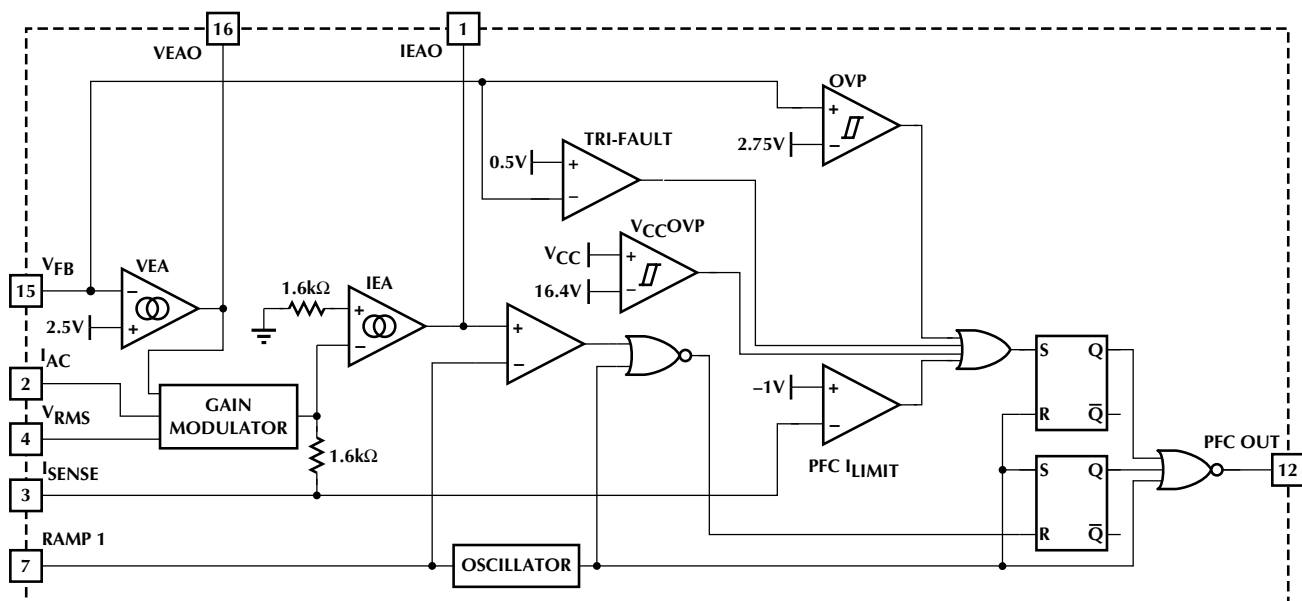 16
1
VEAO
IEAO
OVP
+
−
2.75V
TRI-FAULT
0.5V
+
−
VCCOVP
VCC
+
16.4V
−
VFB
15
VEA
−
2.5V
+
1.6kΩ
IEA
+
−
+
−
IAC
2
VRMS
4
GAIN
MODULATOR
1.6kΩ
ISENSE
3
−1V
+
−
PFC ILIMIT
S
Q
R
Q
S
Q
R
Q
PFC OUT
12
RAMP 1
7
OSCILLATOR